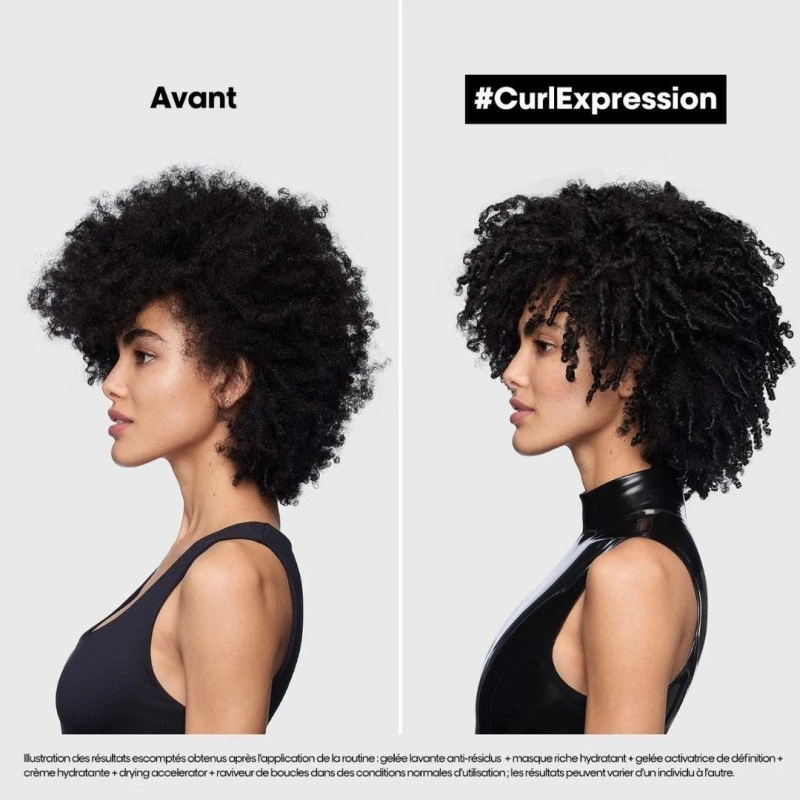 Avant
#CurlExpression
Illustration des résultats escomptés obtenus après l'application de la routine : gelée lavante anti-résidus + masque riche hydratant + gelée activatrice de définition +
crème hydratante + drying accelerator + raviveur de boucles dans des conditions normales d'utilisation ; les résultats peuvent varier d'un individu à l'autre.